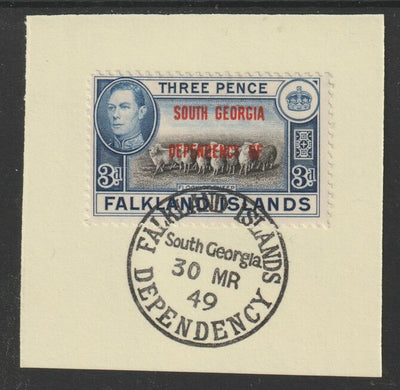 THREE PENCE
SOUTH GEORGIA
DEPENDENCY OF
3d 3d
FALKLAND ISLANDS
FALKLAND ISLANDS
South Georgia
30 MR
49
DEPENDENCY